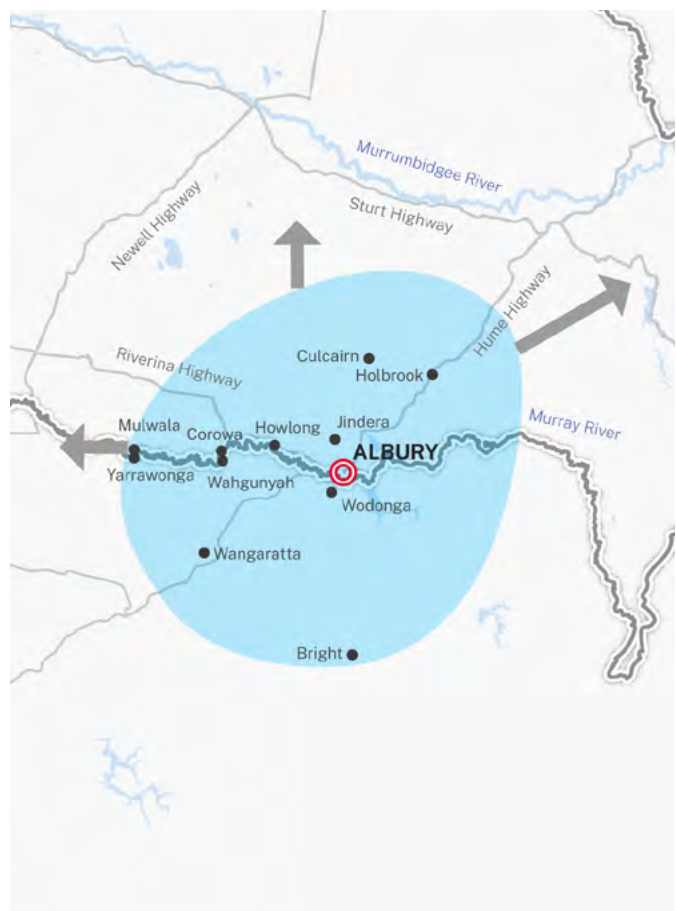 Murrumbidgee River
Sturt Highway
Newell Highway
Hume Highway
Culcairn
Riverina Highway
Holbrook
Mulwala
Corowa
Howlong
Jindera
Murray River
ALBURY
Yarrawonga
Wahgunyah
Wodonga
Wangaratta
Bright